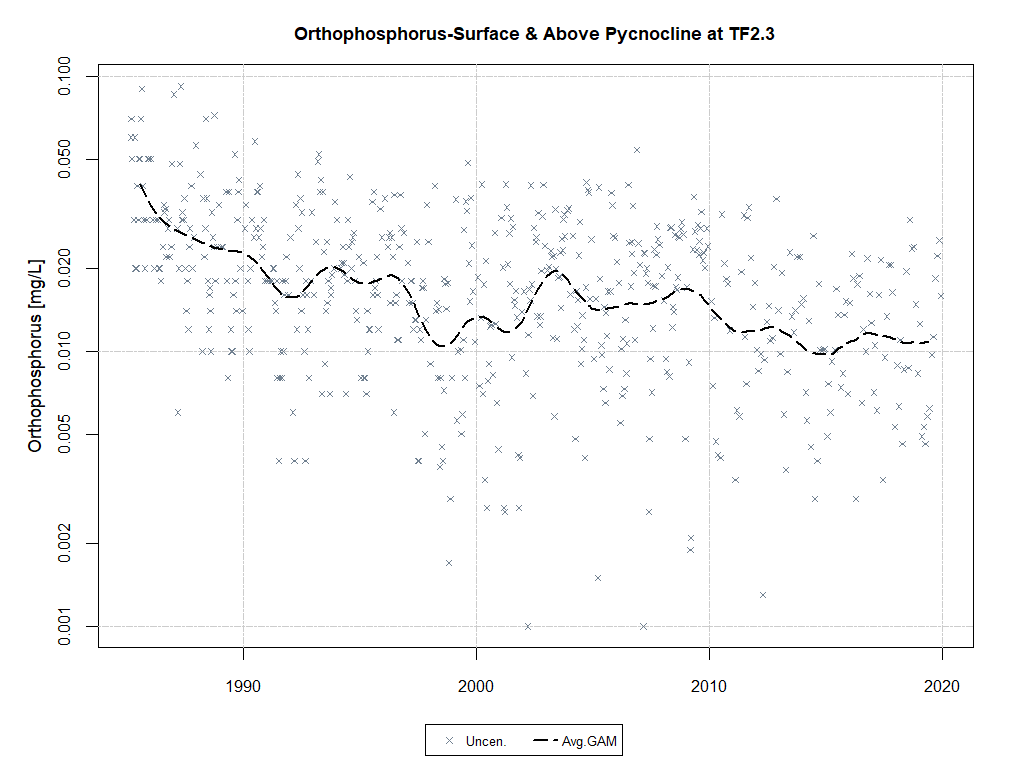 Orthophosphorus-Surface & Above Pycnocline at TF2.3
Orthophosphorus [mg/L]
0.100
0.050
0.020
0.010
0.005
0.002
0.001
1990
2000
2010
2020
Uncen.
Avg.GAM